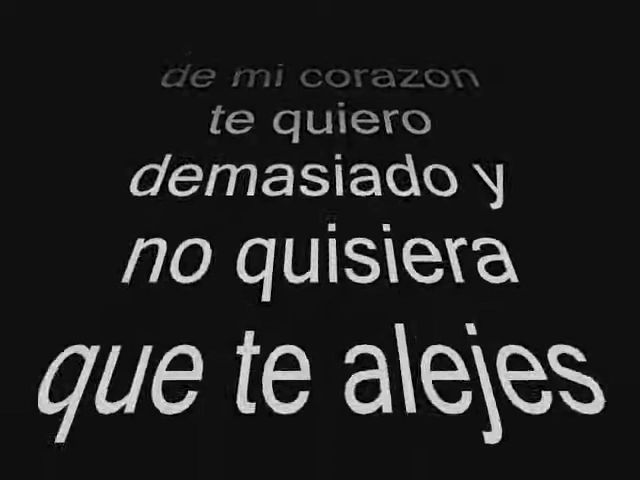 de mi corazon
te quiero
demasiado y
no quisiera
que te alejes